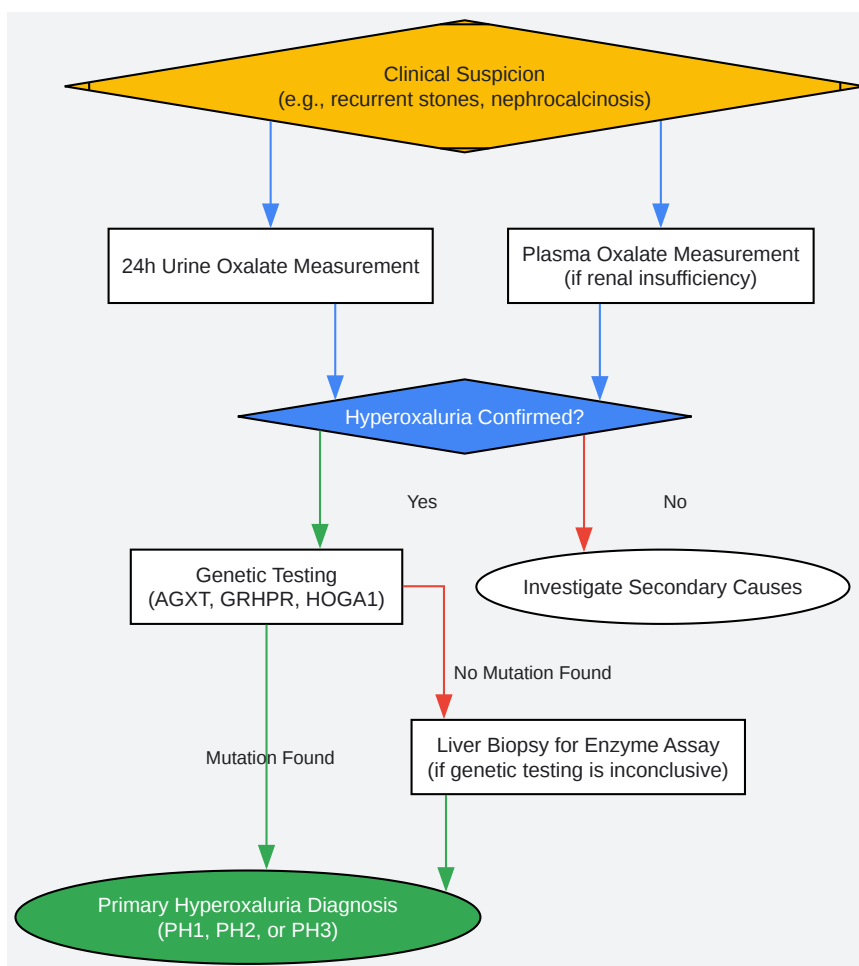 Clinical Suspicion
(e.g., recurrent stones, nephrocalcinosis)
24h Urine Oxalate Measurement
Plasma Oxalate Measurement
(if renal insufficiency)
Hyperoxaluria Confirmed?
Yes
No
Genetic Testing
(AGXT, GRHPR, HOGA1)
Investigate Secondary Causes
No Mutation Found
Mutation Found
Liver Biopsy for Enzyme Assay
(if genetic testing is inconclusive)
Primary Hyperoxaluria Diagnosis
(PH1, PH2, or PH3)